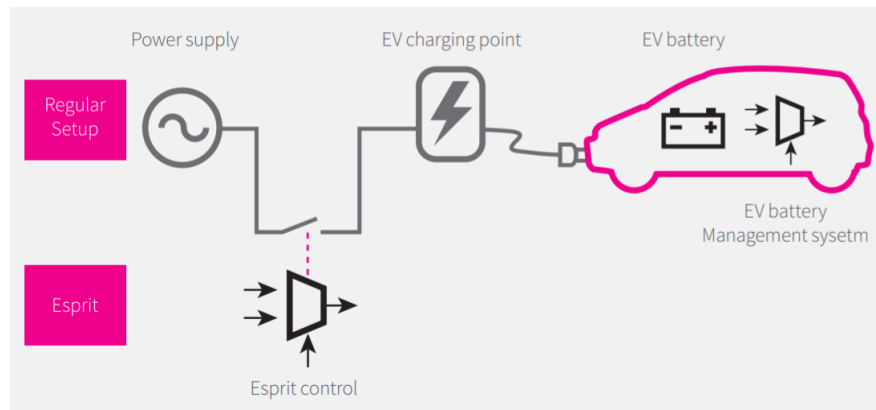 Power supply
EV charging point
EV battery
Regular
Setup
EV battery
Management sysetm
Esprit
Esprit control